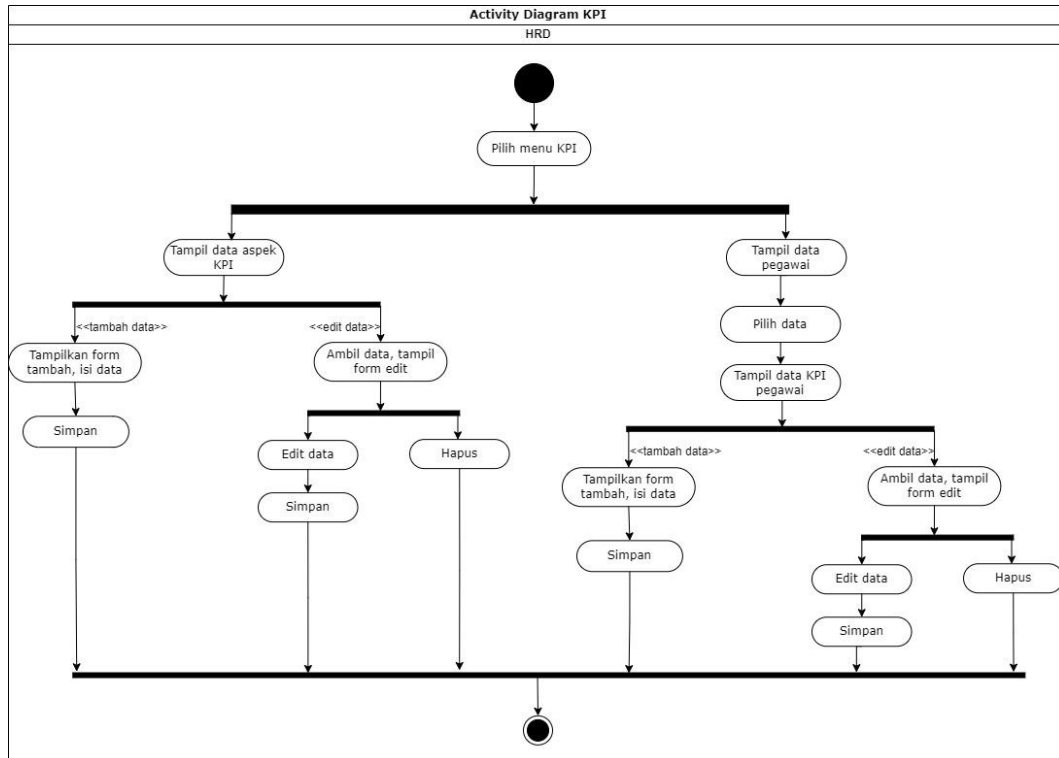 Activity Diagram KPI
HRD
Pilih menu KPI
Tampil data aspek
KPI
Tampil data
pegawai
<<tambah data>>
<<edit data>>
Pilih data
Tampilkan form
tambah, isi data
Ambil data, tampil
form edit
Tampil data KPI
pegawai
Simpan
Edit data
Hapus
<<tambah data>>
<<edit data>>
Simpan
Tampilkan form
tambah, isi data
Ambil data, tampil
form edit
Simpan
Edit data
Hapus
Simpan